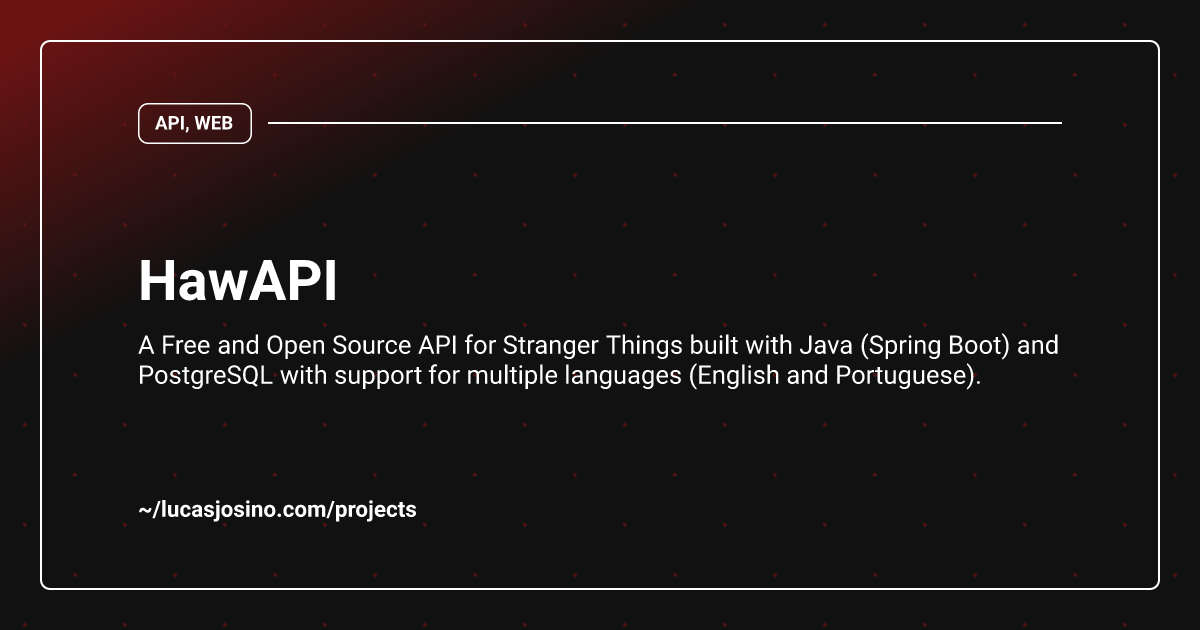 API, WEB
HawAPI
A Free and Open Source API for Stranger Things built with Java (Spring Boot) and
PostgreSQL with support for multiple languages (English and Portuguese).
~/lucasjosino.com/projects